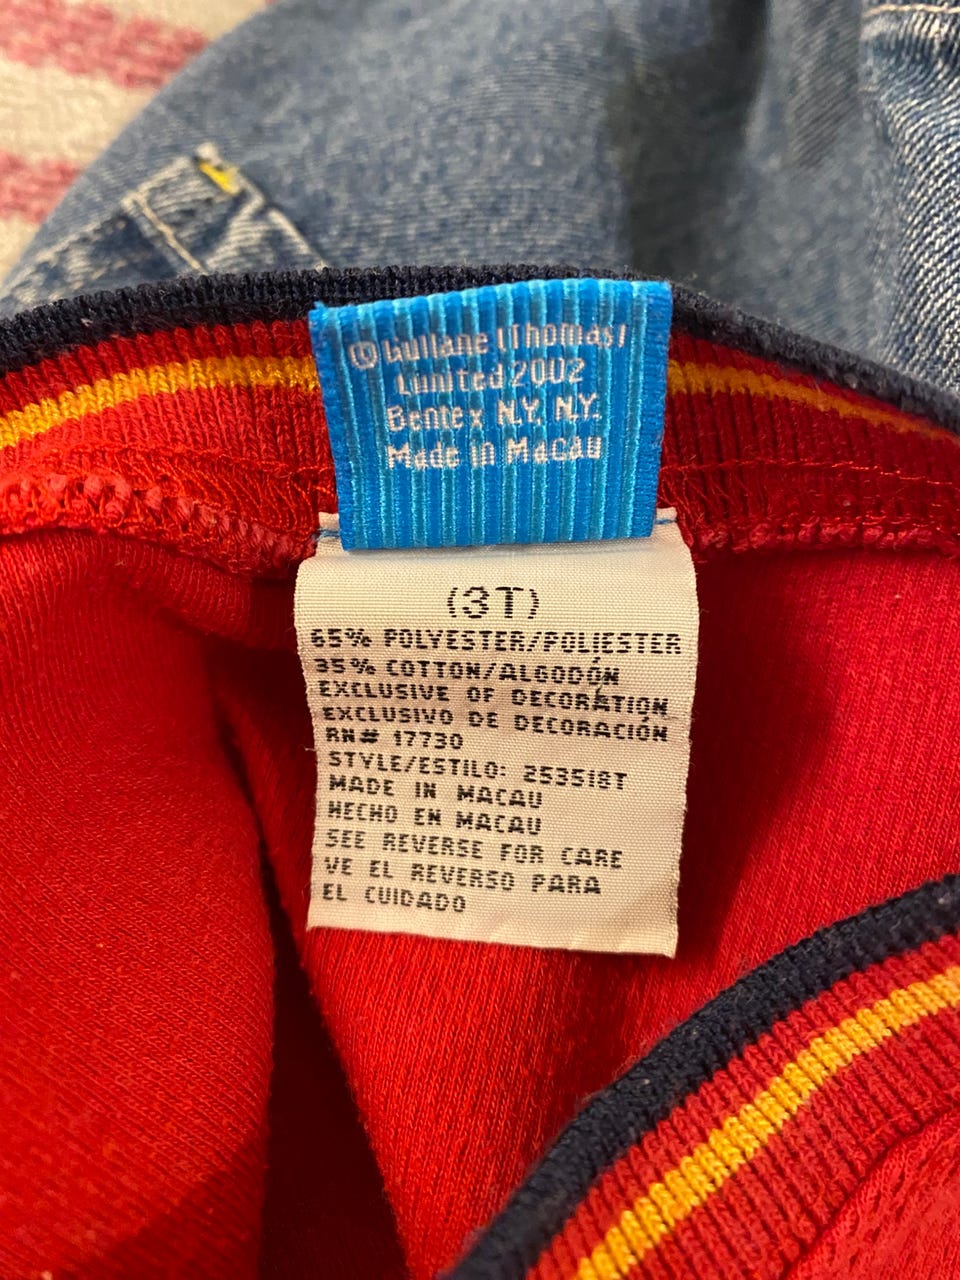 © Gullane (Thomas)
Limited 2002
Bentex N.Y. N.Y.
Made in Macau
(3T)
65% POLYESTER/POLIESTER
35% COTTON/ALGODÓN
EXCLUSIVE OF DECORATION
EXCLUSIVO DE DECORACIÓN
RN# 17730
STYLE/ESTILO: 253518T
MADE IN MACAU
HECHO EN MACAU
SEE REVERSE FOR CARE
VE EL REVERSO PARA
EL CUIDADO